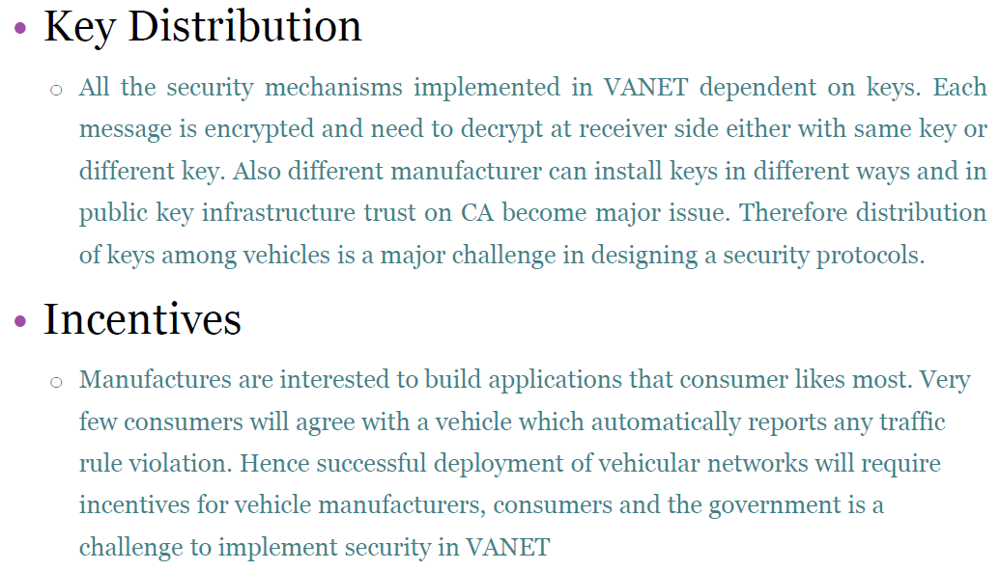 • Key Distribution
○ All the security mechanisms implemented in VANET dependent on keys. Each
message is encrypted and need to decrypt at receiver side either with same key or
different key. Also different manufacturer can install keys in different ways and in
public key infrastructure trust on CA become major issue. Therefore distribution
of keys among vehicles is a major challenge in designing a security protocols.
• Incentives
○ Manufactures are interested to build applications that consumer likes most. Very
few consumers will agree with a vehicle which automatically reports any traffic
rule violation. Hence successful deployment of vehicular networks will require
incentives for vehicle manufacturers, consumers and the government is a
challenge to implement security in VANET